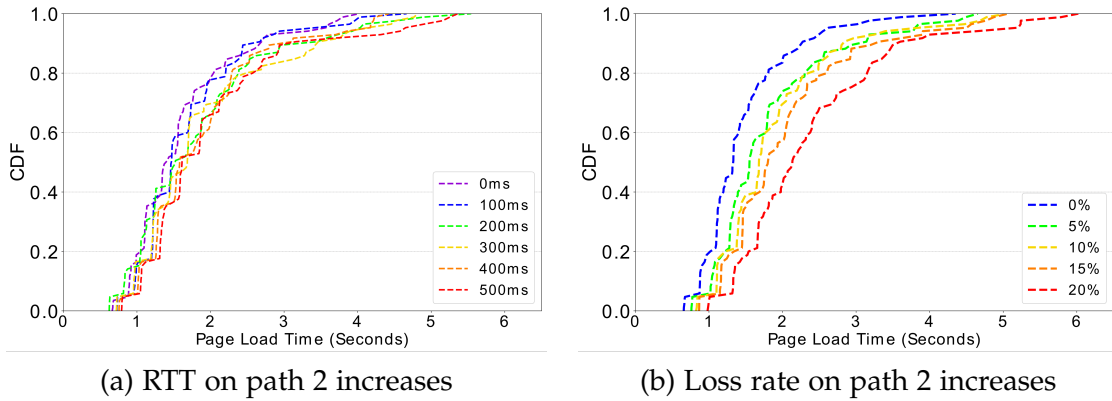 1.0
0.8
0.6
0.4
0.2
0.0
CDF
0ms
100ms
200ms
300ms
400ms
500ms
0 1 2 3 4 5 6
Page Load Time (Seconds)
(a) RTT on path 2 increases
1.0
0.8
0.6
0.4
0.2
0.0
CDF
0%
5%
10%
15%
20%
0 1 2 3 4 5 6
Page Load Time (Seconds)
(b) Loss rate on path 2 increases